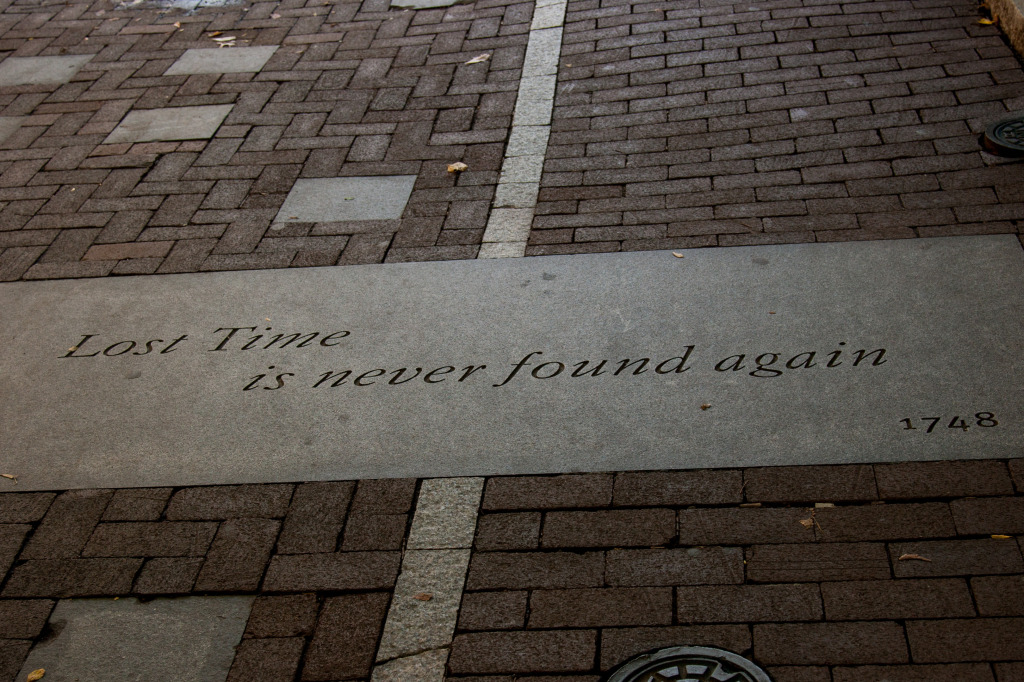 Lost Time
is never found again
1748